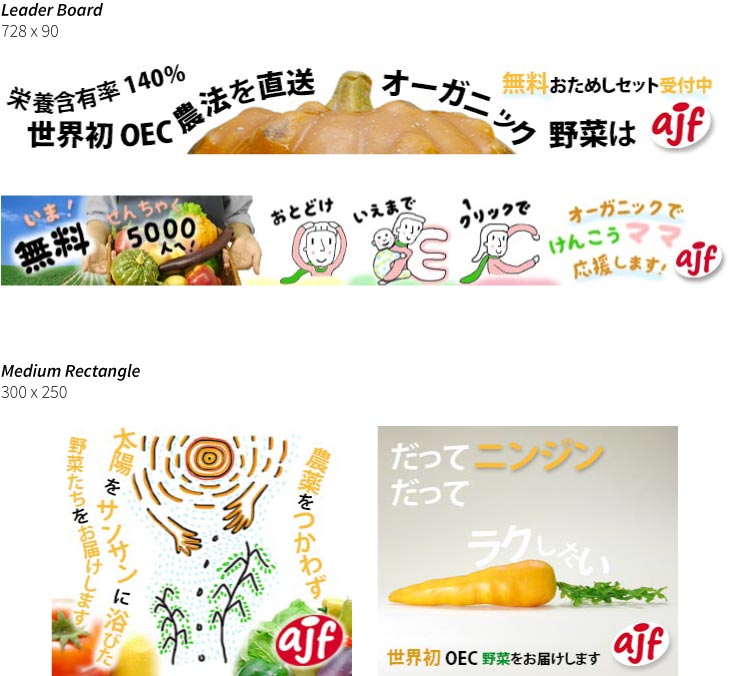 Leader Board
728 x 90
栄養含有率 140%
世界初 OEC 農法を直送
オーガニック 野菜は
無料おためしセット受付中
ajf
いま! せんちゃく
無料 5000
人へ!
おとどけ
いえまで
1クリックで
オーガニックで
けんこうママ
応援します!
ajf
Medium Rectangle
300 x 250
農薬をつかわず
太陽をサンサンに浴びた
野菜たちをお届けします
ajf
だってニンジン
だって
ラクしたい
世界初 OEC 野菜をお届けします
ajf